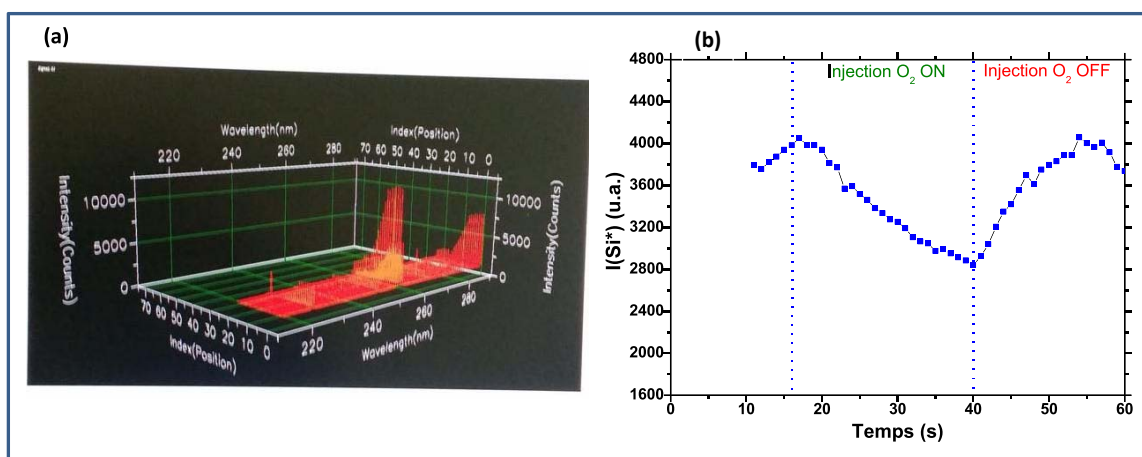 (a)
Wavelength(nm)
220 240 260 280
Index(Position)
70 60 50 40 30 20 10 0
Intensity(Counts)
10000
5000
0
Intensity(Counts)
10000
5000
0
70 60 50 40 30 20 10 0
Index(Position)
220 240 260 280
Wavelength(nm)
(b)
Injection O₂ ON
Injection O₂ OFF
I(Si*) (u.a.)
4800
4400
4000
3600
3200
2800
2400
2000
1600
0 10 20 30 40 50 60
Temps (s)